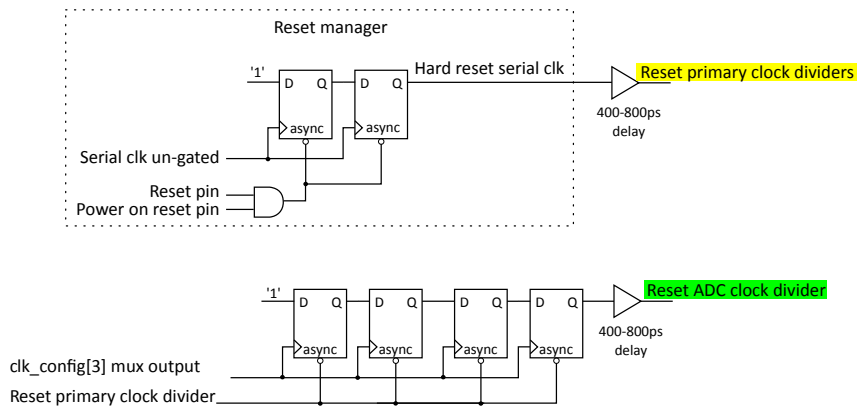 Reset manager
'1'
D Q D Q
Hard reset serial clk
Reset primary clock dividers
async async
400-800ps
delay
Serial clk un-gated
Reset pin
Power on reset pin
'1'
D Q D Q D Q D Q
Reset ADC clock divider
async async async async
400-800ps
delay
clk_config[3] mux output
Reset primary clock divider